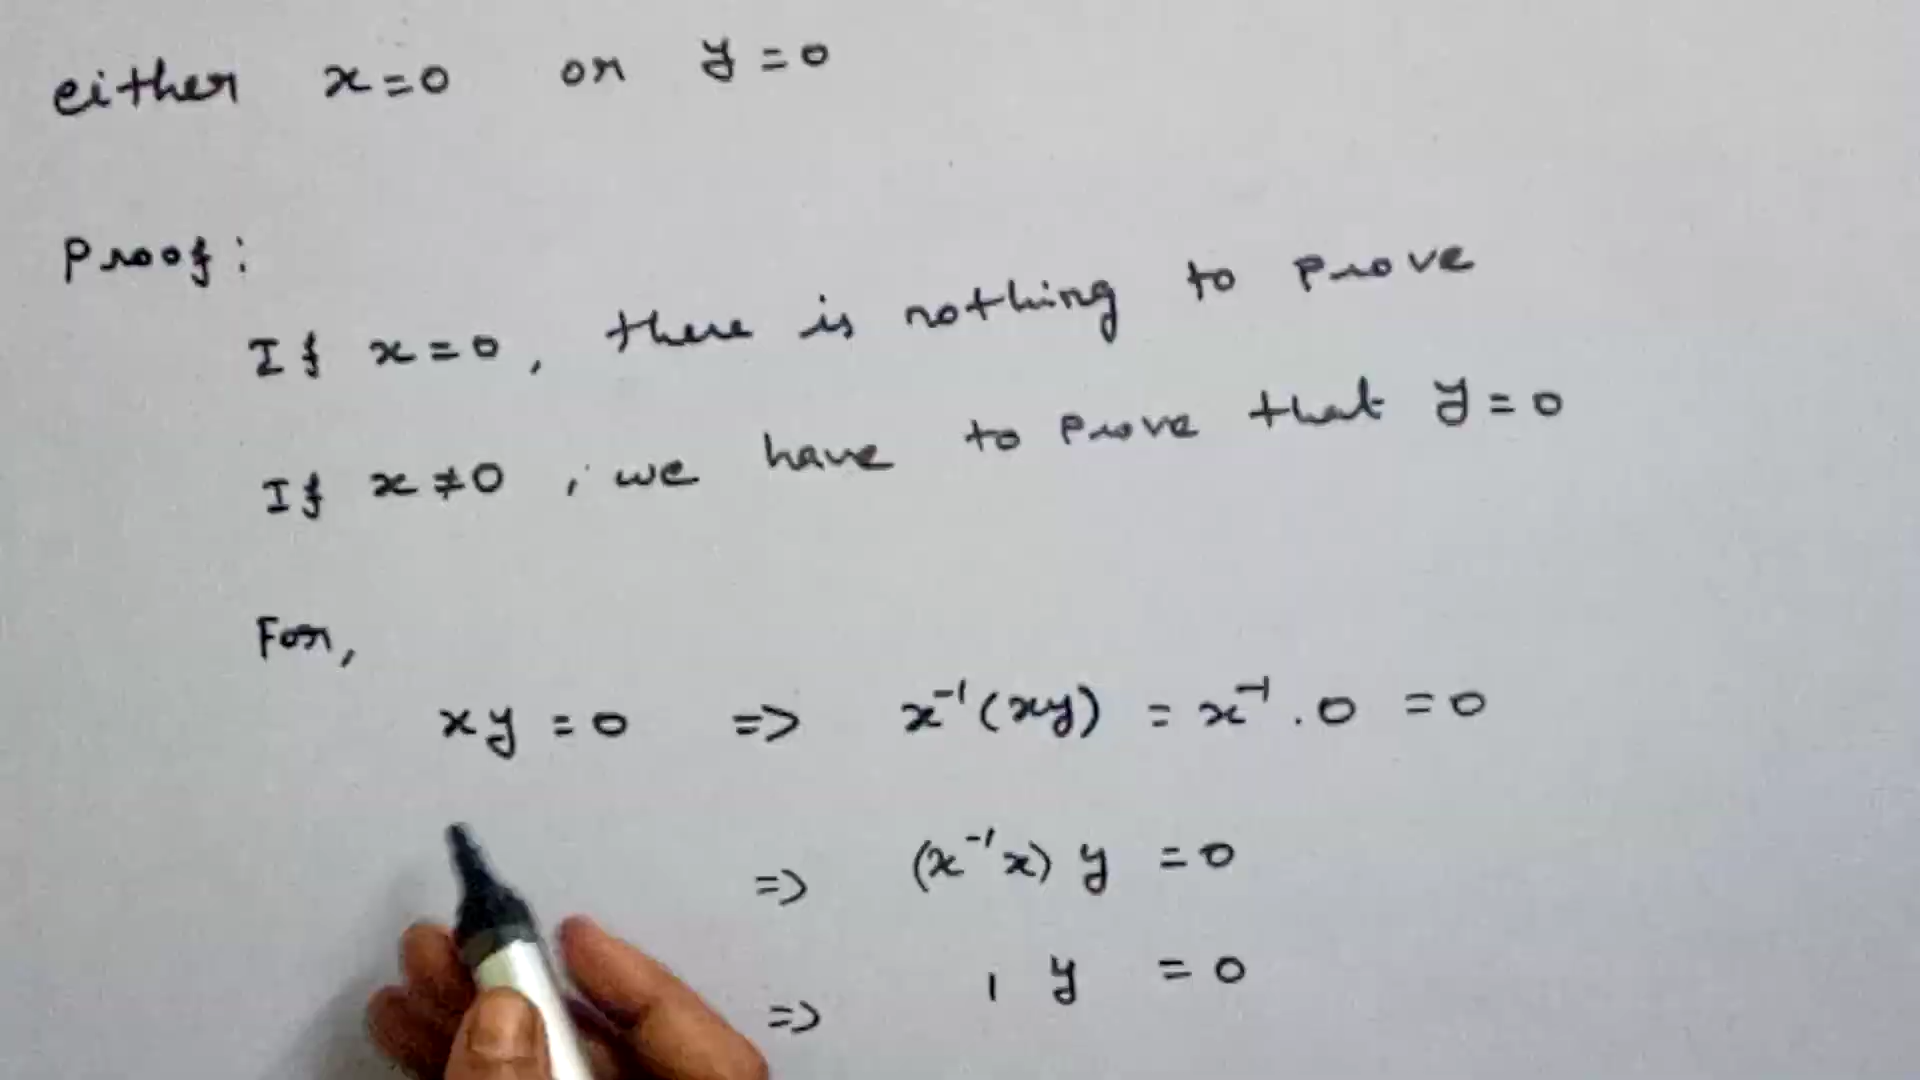 either x=0 or y=0
Proof:
If x=0, there is nothing to prove
If x≠0, we have to prove that y=0
For,
xy=0 => x⁻¹(xy) = x⁻¹.0 =0
=> (x⁻¹x) y =0
=> 1 y =0